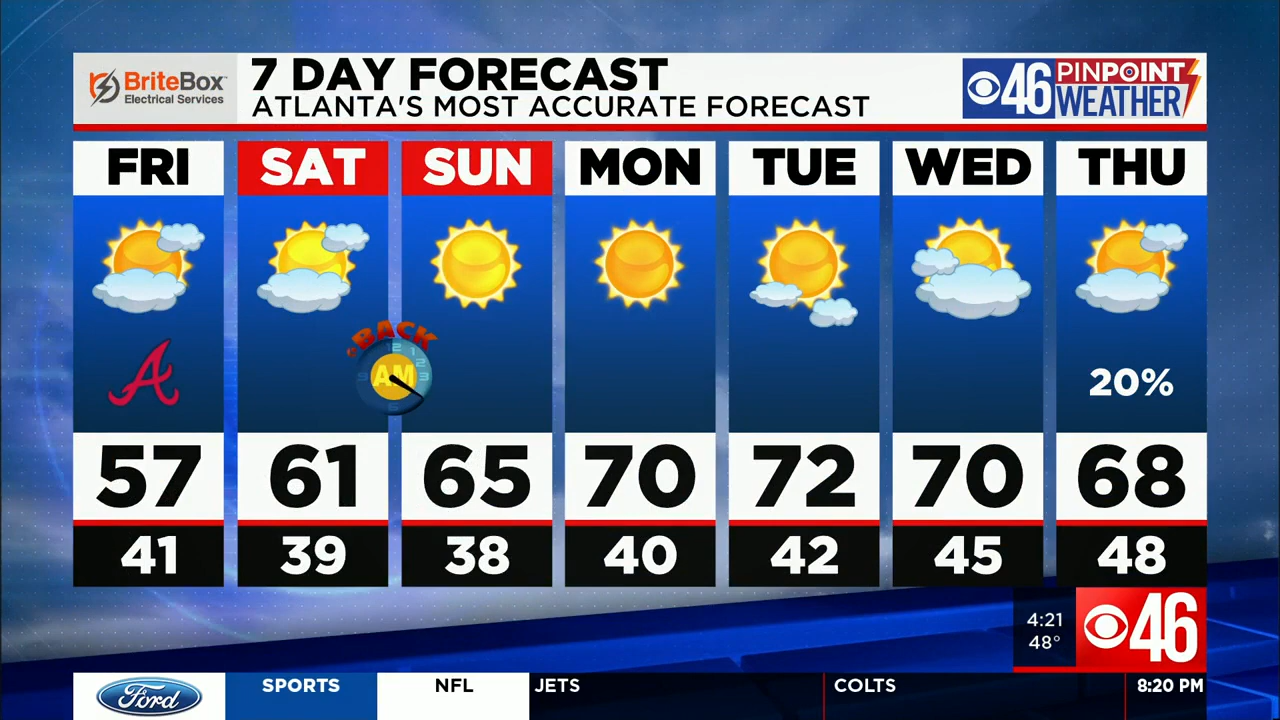 BriteBox
Electrical Services
7 DAY FORECAST
ATLANTA'S MOST ACCURATE FORECAST
46 PINPOINT
WEATHER
FRI SAT SUN MON TUE WED THU
BACK
AM
A
20%
57 61 65 70 72 70 68
41 39 38 40 42 45 48
4:21
48°
46
Ford SPORTS NFL JETS COLTS 8:20 PM